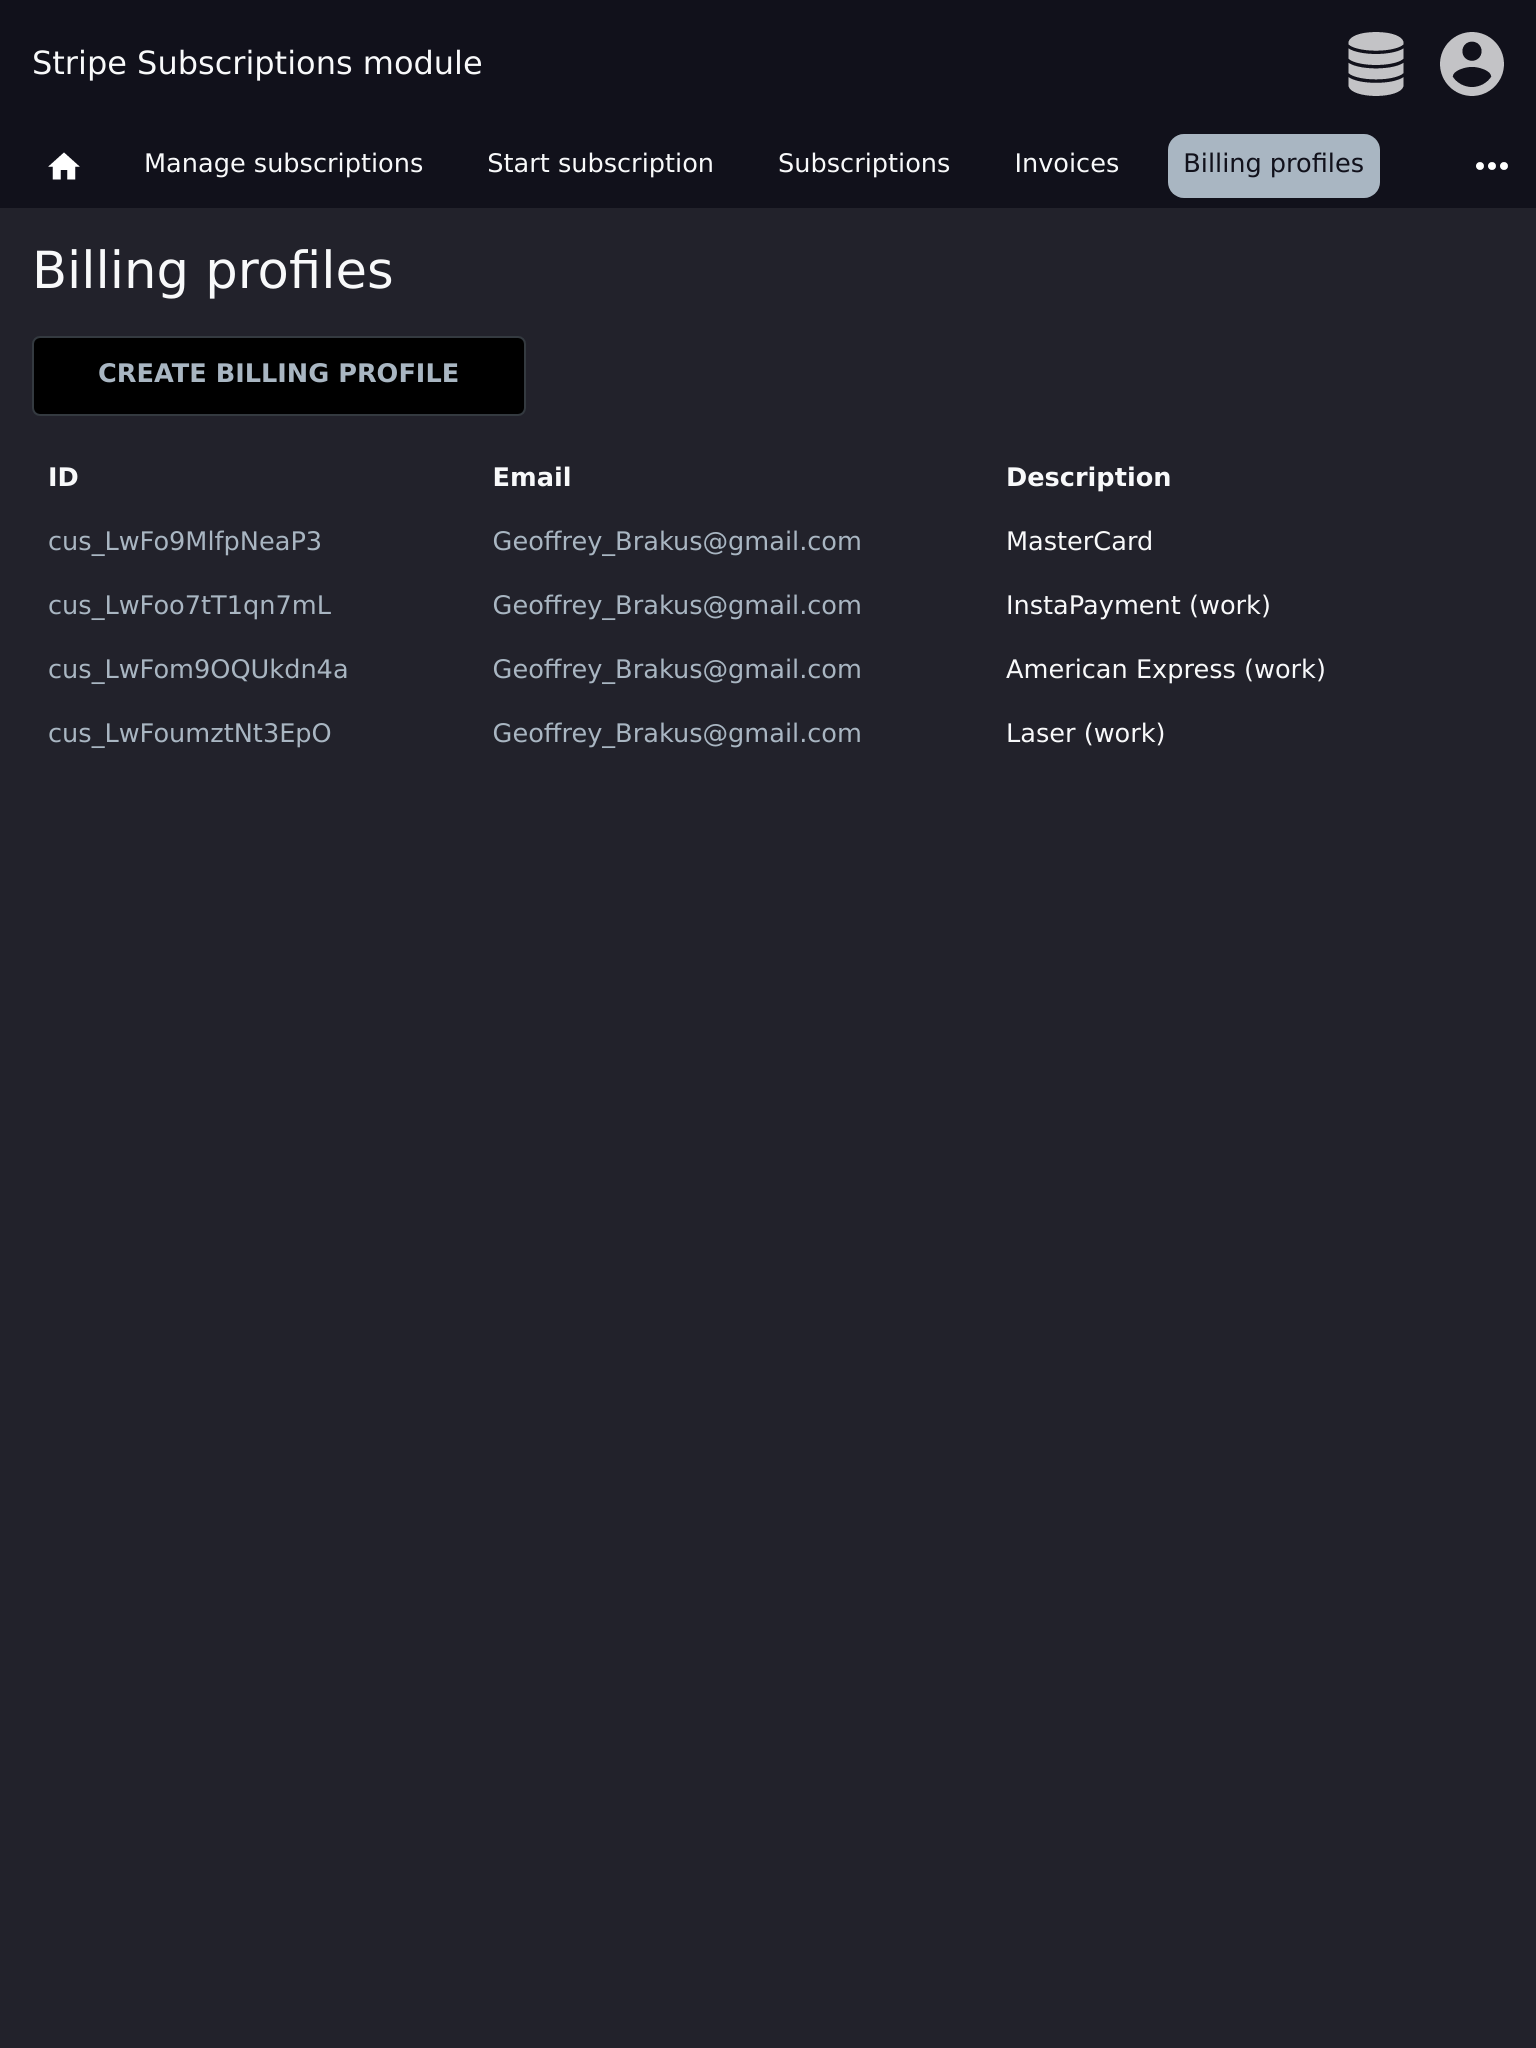 Stripe Subscriptions module
Manage subscriptions Start subscription Subscriptions Invoices Billing profiles
Billing profiles
CREATE BILLING PROFILE
ID Email Description
cus_LwFo9MlfpNeaP3 Geoffrey_Brakus@gmail.com MasterCard
cus_LwFoo7tT1qn7mL Geoffrey_Brakus@gmail.com InstaPayment (work)
cus_LwFom9OQUkdn4a Geoffrey_Brakus@gmail.com American Express (work)
cus_LwFoumztNt3EpO Geoffrey_Brakus@gmail.com Laser (work)